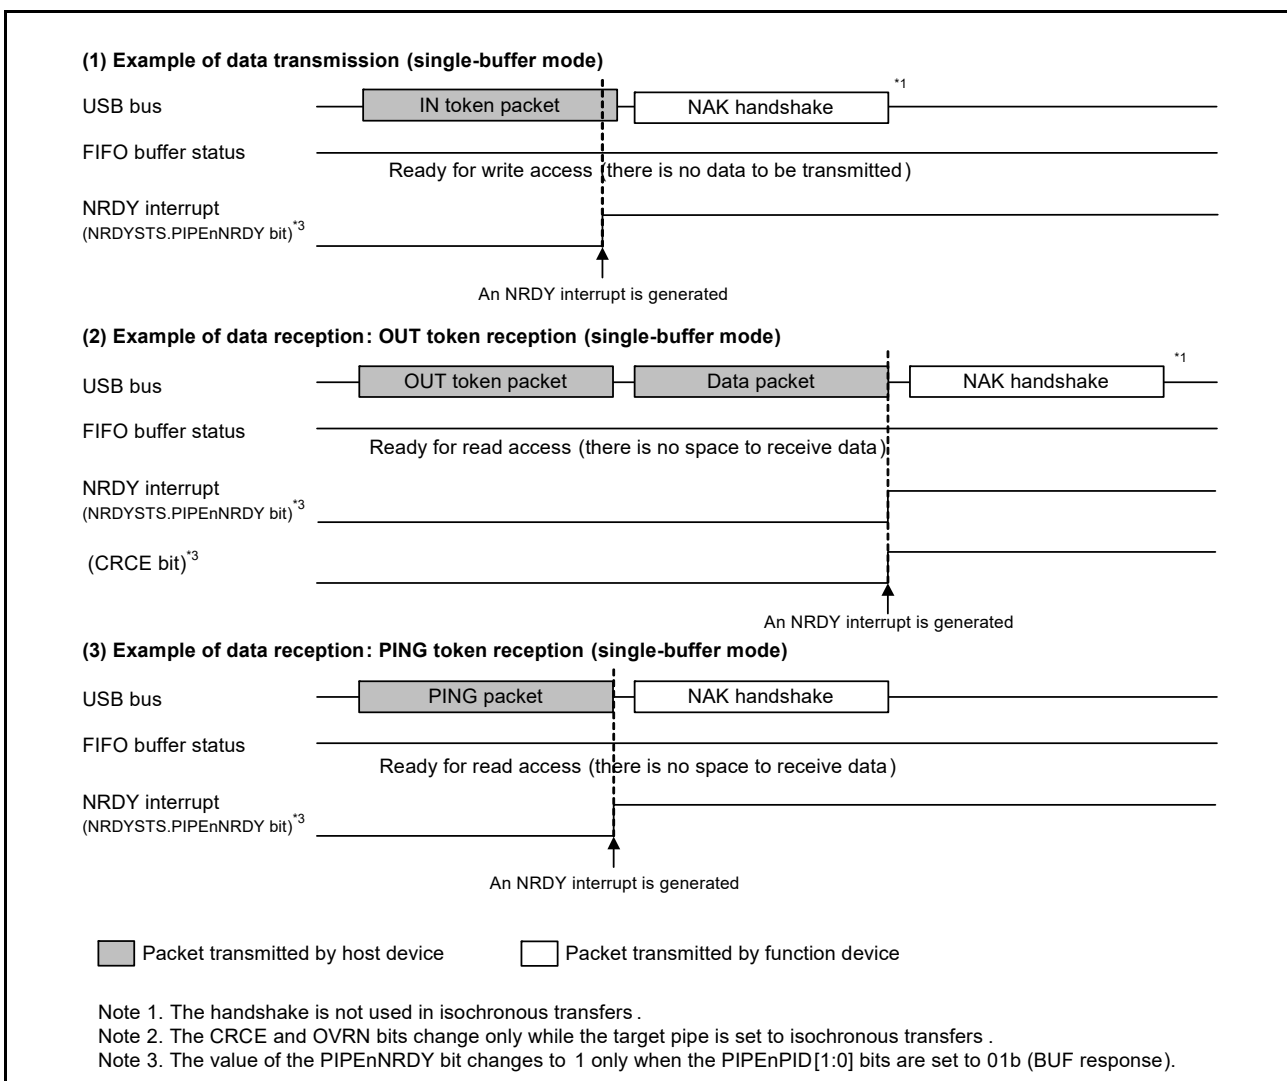 (1) Example of data transmission (single-buffer mode)
USB bus
IN token packet
NAK handshake
*1
FIFO buffer status
Ready for write access (there is no data to be transmitted)
NRDY interrupt
(NRDYSTS.PIPEnNRDY bit)*3
An NRDY interrupt is generated
(2) Example of data reception: OUT token reception (single-buffer mode)
USB bus
OUT token packet
Data packet
NAK handshake
*1
FIFO buffer status
Ready for read access (there is no space to receive data)
NRDY interrupt
(NRDYSTS.PIPEnNRDY bit)*3
(CRCE bit)*3
An NRDY interrupt is generated
(3) Example of data reception: PING token reception (single-buffer mode)
USB bus
PING packet
NAK handshake
FIFO buffer status
Ready for read access (there is no space to receive data)
NRDY interrupt
(NRDYSTS.PIPEnNRDY bit)*3
An NRDY interrupt is generated
Packet transmitted by host device
Packet transmitted by function device
Note 1. The handshake is not used in isochronous transfers.
Note 2. The CRCE and OVRN bits change only while the target pipe is set to isochronous transfers.
Note 3. The value of the PIPEnNRDY bit changes to 1 only when the PIPEnPID[1:0] bits are set to 01b (BUF response).